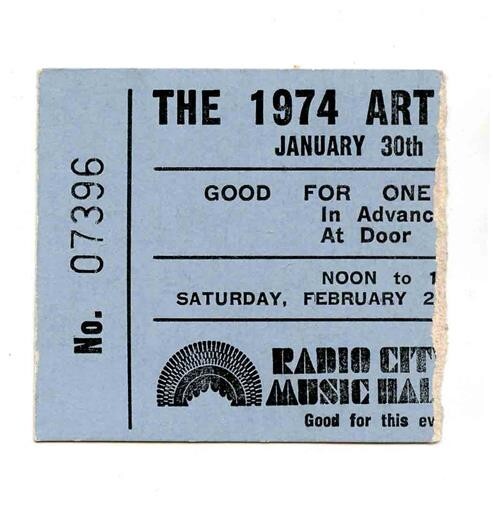 No. 07396
THE 1974 ART
JANUARY 30th
GOOD FOR ONE
In Advanc
At Door
NOON to 1
SATURDAY, FEBRUARY 2
RADIO CIT
MUSIC HAL
Good for this ev